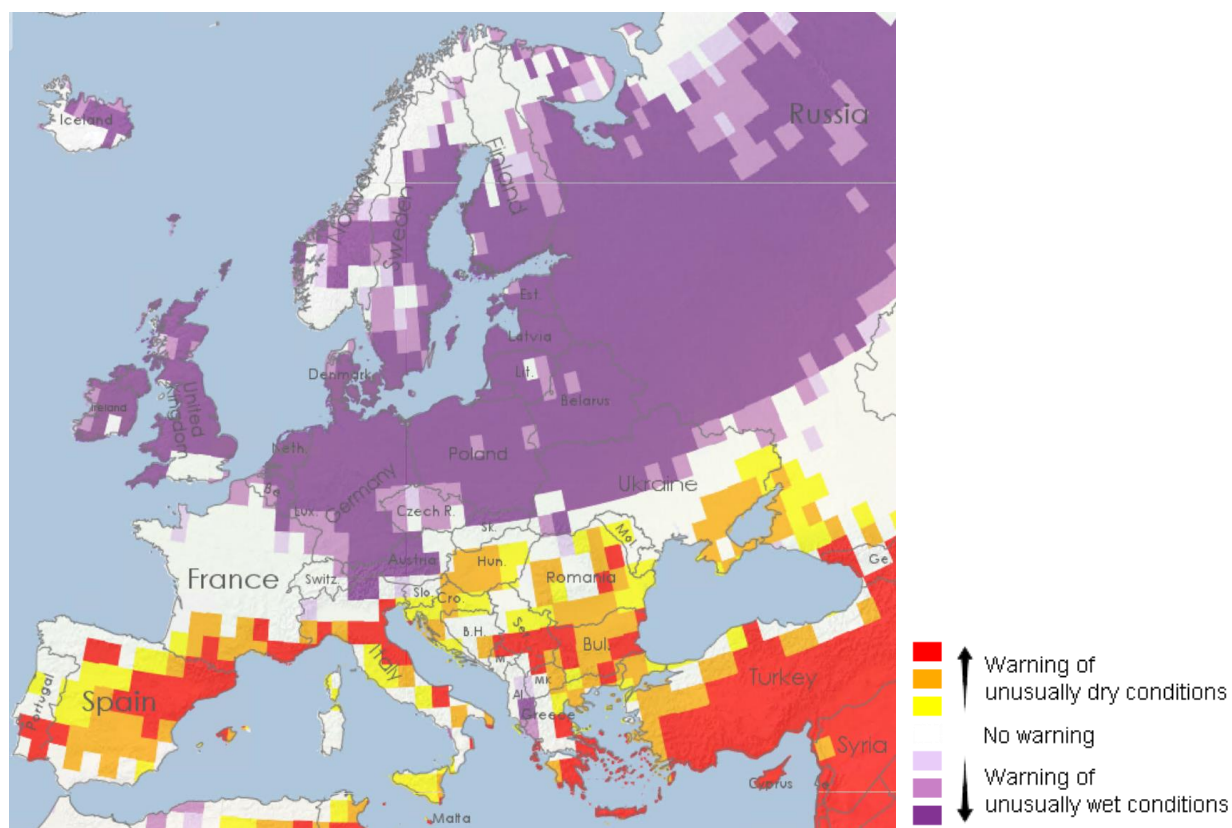 Iceland
Russia
Norway
Sweden
Finland
Est.
Latvia
Lit.
Denmark
Belarus
Ireland
United
Kingdom
Neth.
Be.
Lux.
Germany
Poland
Ukraine
Czech R.
Sk.
Mol.
France
Switz.
Austria
Hun.
Slo.
Cro.
Romania
Ge
B.H.
Ser.
Bul.
M.
MK
Al
Italy
Portugal
Spain
Greece
Turkey
Syria
Cyprus
Malta
Warning of
unusually dry conditions
No warning
Warning of
unusually wet conditions